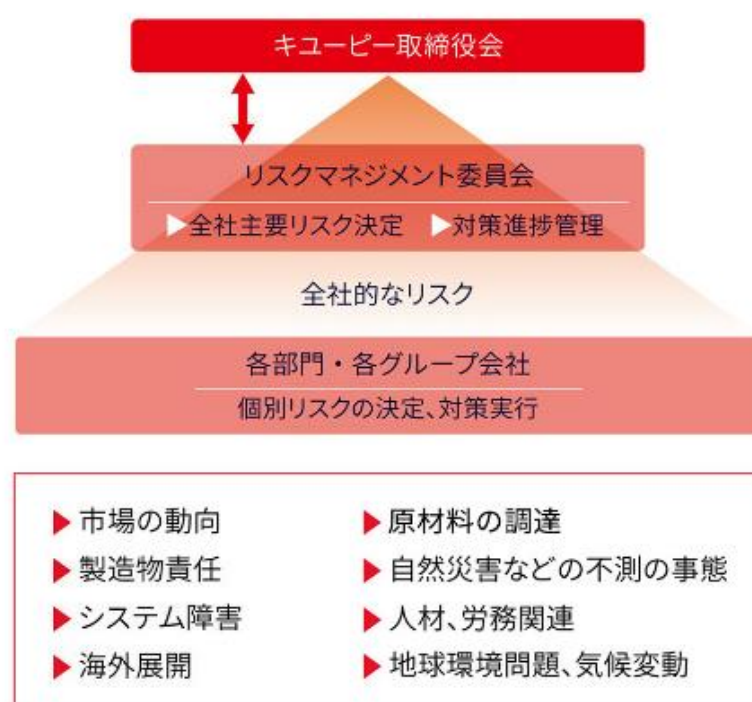 キユーピー取締役会
リスクマネジメント委員会
▶全社主要リスク決定 ▶対策進捗管理
全社的なリスク
各部門・各グループ会社
個別リスクの決定、対策実行
▶市場の動向
▶製造物責任
▶システム障害
▶海外展開
▶原材料の調達
▶自然災害などの不測の事態
▶人材、労務関連
▶地球環境問題、気候変動